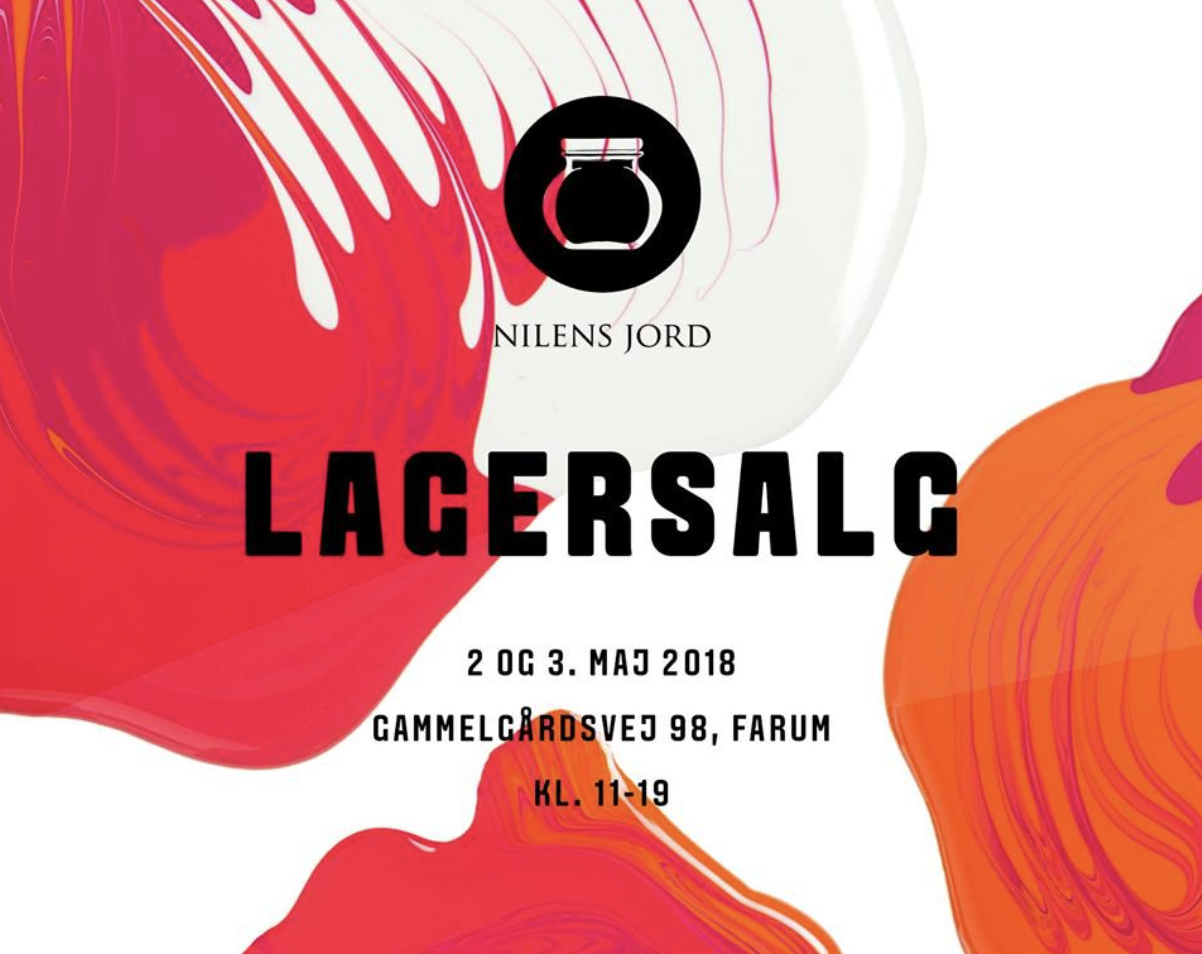 NILENS JORD
LAGERSALG
2 OG 3. MAJ 2018
GAMMELGÅRDSVEJ 98, FARUM
KL. 11-19